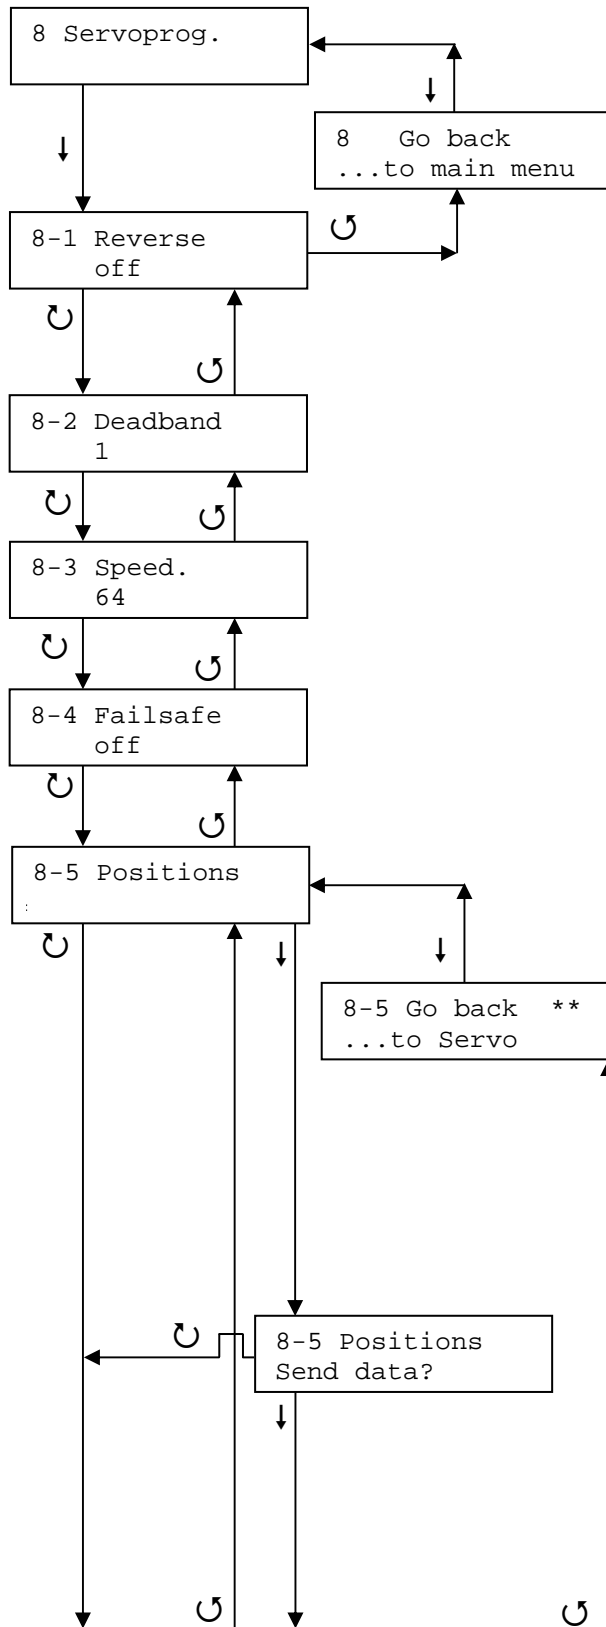 8 Servoprog.
8 Go back
...to main menu
8-1 Reverse
off
8-2 Deadband
1
8-3 Speed.
64
8-4 Failsafe
off
8-5 Positions
:
8-5 Go back **
...to Servo
8-5 Positions
Send data?